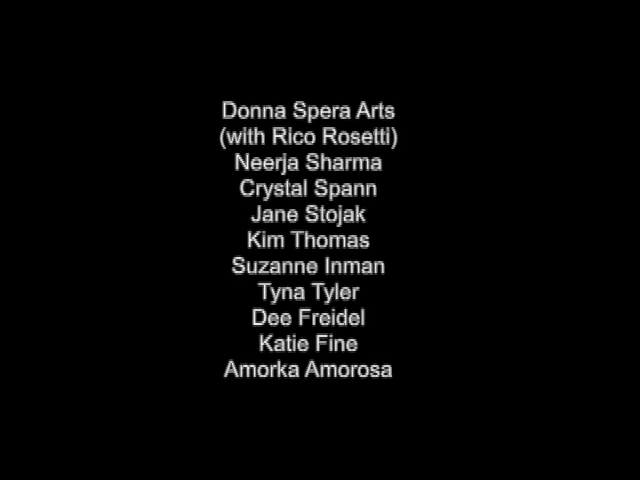 Donna Spera Arts
(with Rico Rosetti)
Neerja Sharma
Crystal Spann
Jane Stojak
Kim Thomas
Suzanne Inman
Tyna Tyler
Dee Freidel
Katie Fine
Amorka Amorosa